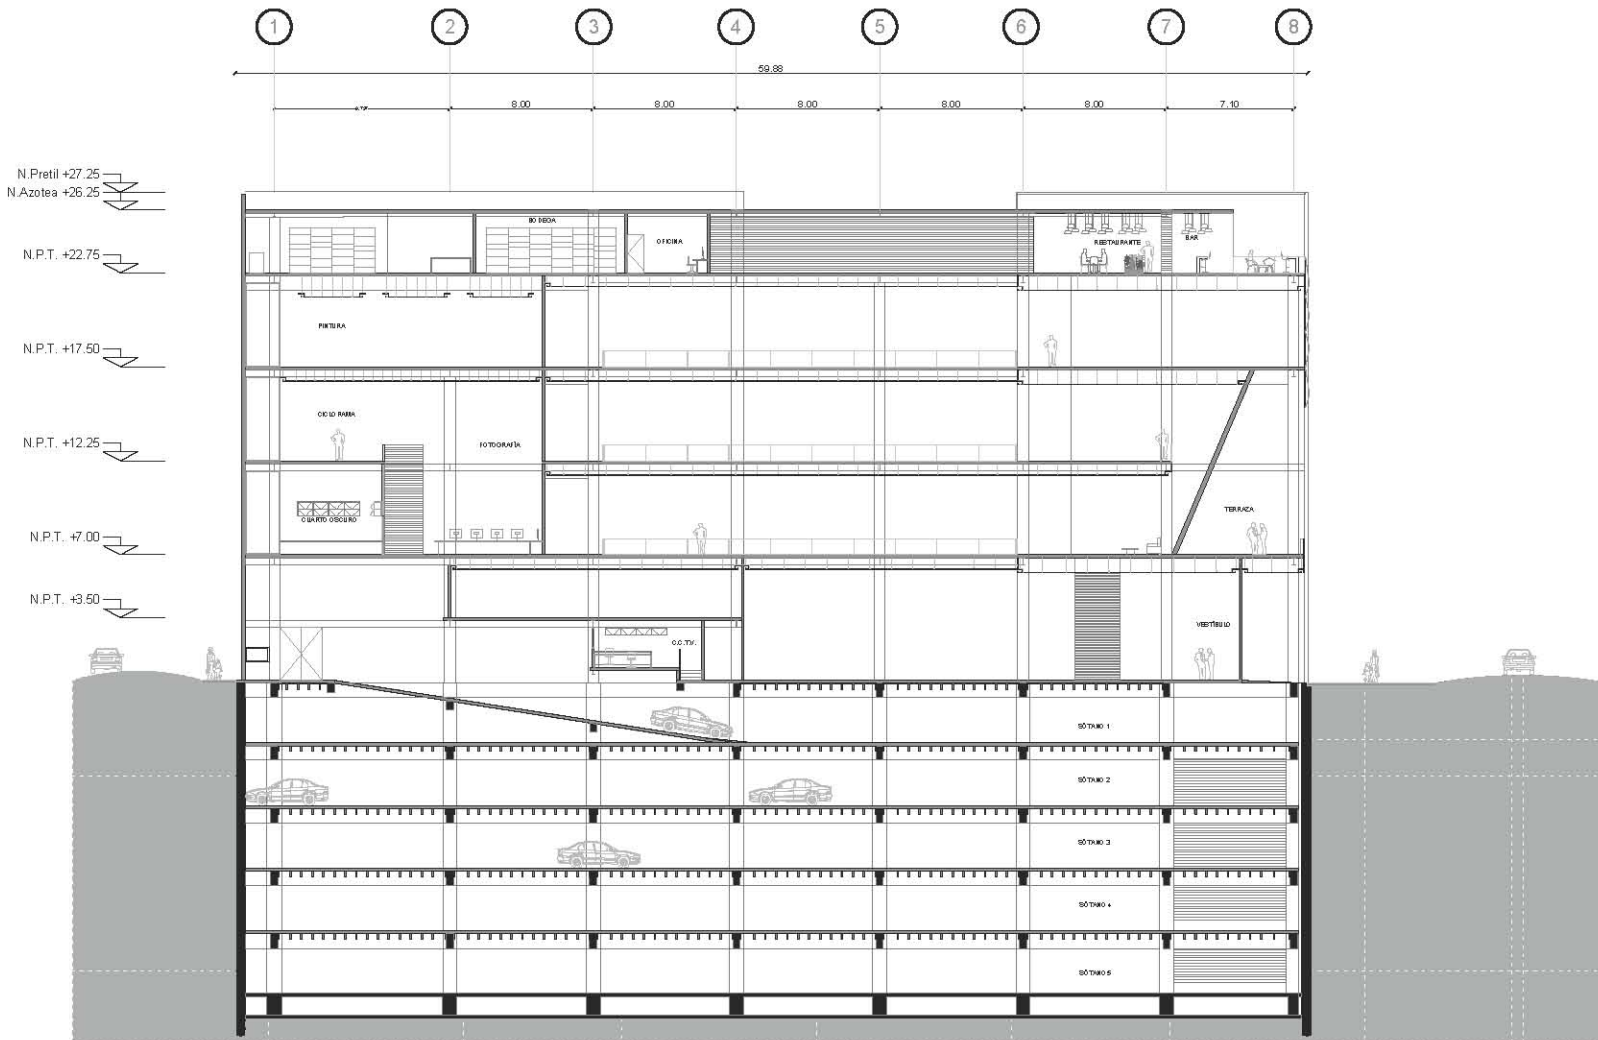 1 2 3 4 5 6 7 8
59.88
8.00 8.00 8.00 8.00 8.00 7.10
N.Pretil +27.25
N.Azotea +26.25
BODEGA
OFICINA
RESTAURANTE
BAR
N.P.T. +22.75
PINTURA
N.P.T. +17.50
CICLORAMA
FOTOGRAFÍA
N.P.T. +12.25
CUARTO OSCURO
TERRAZA
N.P.T. +7.00
N.P.T. +3.50
C.C.TV.
VESTÍBULO
SÓTANO 1
SÓTANO 2
SÓTANO 3
SÓTANO 4
SÓTANO 5